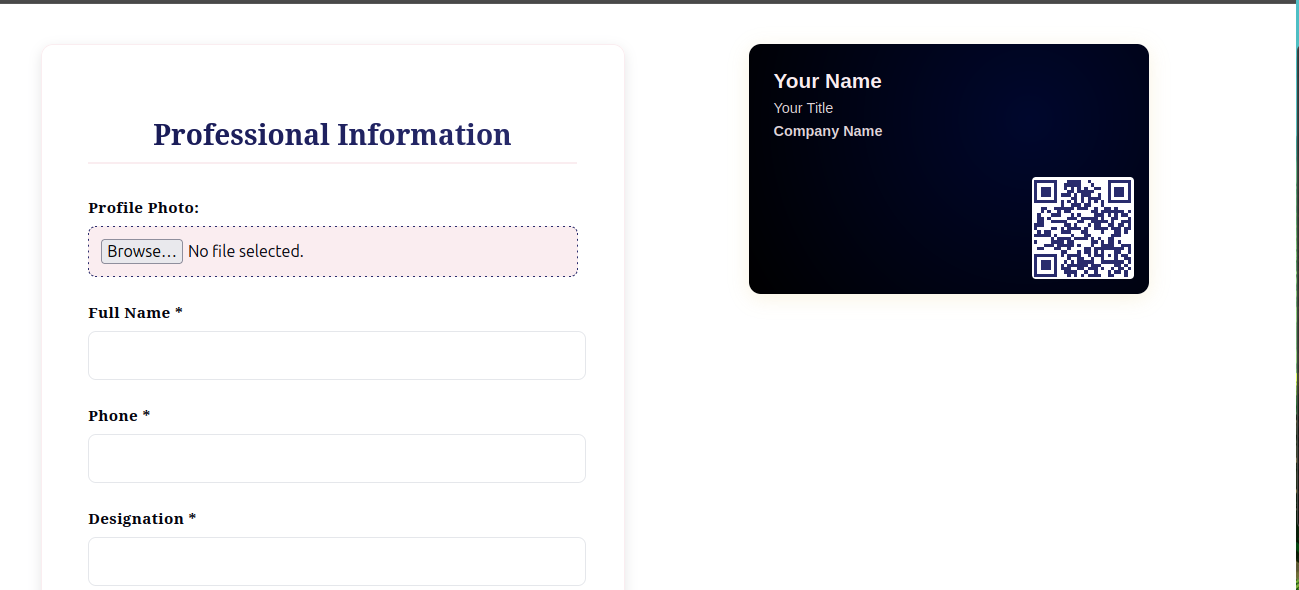 Professional Information
Profile Photo:
Browse... No file selected.
Full Name *
Phone *
Designation *
Your Name
Your Title
Company Name